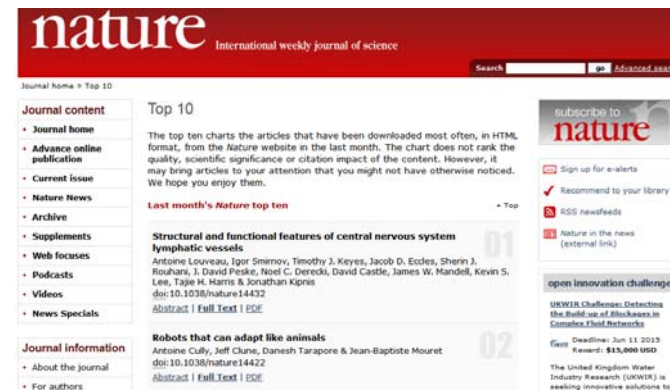 nature International weekly journal of science
Search go Advanced sear
Journal home > Top 10
Journal content
Journal home
Advance online
publication
Current issue
Nature News
Archive
Supplements
Web focuses
Podcasts
Videos
News Specials
Journal information
About the journal
For authors
Top 10
The top ten charts the articles that have been downloaded most often, in HTML
format, from the Nature website in the last month. The chart does not rank the
quality, scientific significance or citation impact of the content. However, it
may bring articles to your attention that you might not have otherwise noticed.
We hope you enjoy them.
Last month's Nature top ten Top
01
Structural and functional features of central nervous system
lymphatic vessels
Antoine Louveau, Igor Smirnov, Timothy J. Keyes, Jacob D. Eccles, Sherin J.
Rouhani, J. David Peske, Noel C. Derecki, David Castle, James W. Mandell, Kevin S.
Lee, Tajie H. Harris & Jonathan Kipnis
doi:10.1038/nature14432
Abstract | Full Text | PDF
02
Robots that can adapt like animals
Antoine Cully, Jeff Clune, Danesh Tarapore & Jean-Baptiste Mouret
doi:10.1038/nature14422
Abstract | Full Text | PDF
subscribe to
nature
Sign up for e-alerts
Recommend to your library
RSS newsfeeds
Nature in the news
(external link)
open innovation challenge
UKWIR Challenge: Detecting
the Build-up of Blockages in
Complex Fluid Networks
Deadline: Jun 11 2015
Reward: $15,000 USD
The United Kingdom Water
Industry Research (UKWIR) is
seeking innovative solutions to